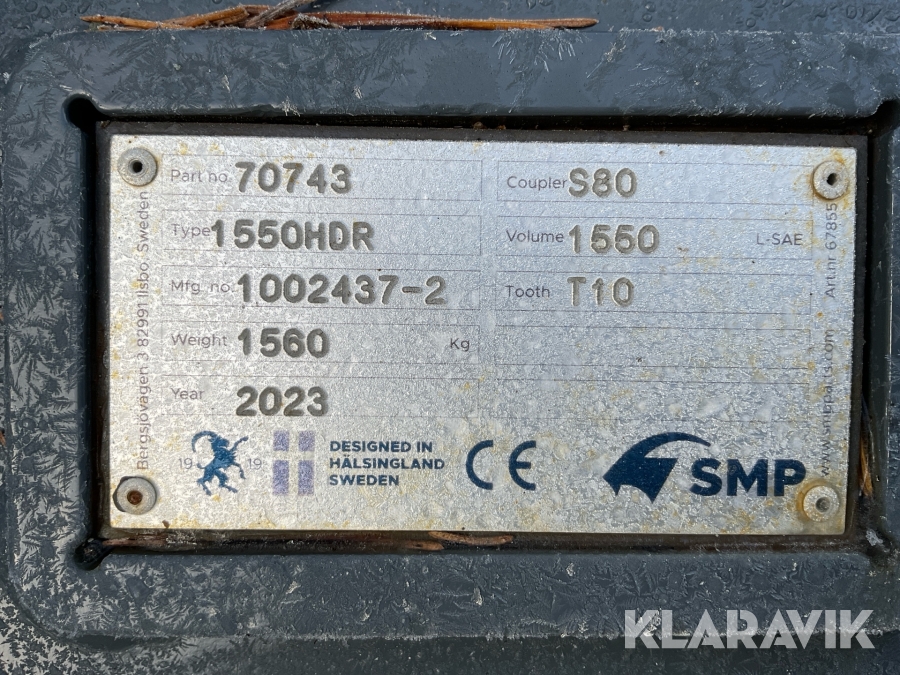 Part no. 70743
Coupler S80
Type 1550HDR
Volume 1550 L-SAE
Mfg. no. 1002437-2
Tooth T10
Weight 1560 Kg
Year 2023
19 19
DESIGNED IN
HÄLSINGLAND
SWEDEN
CE
SMP
Bergsjövägen 3 82991 Ilsbo, Sweden
www.smpparts.com Art.nr 67855
KLARAVIK